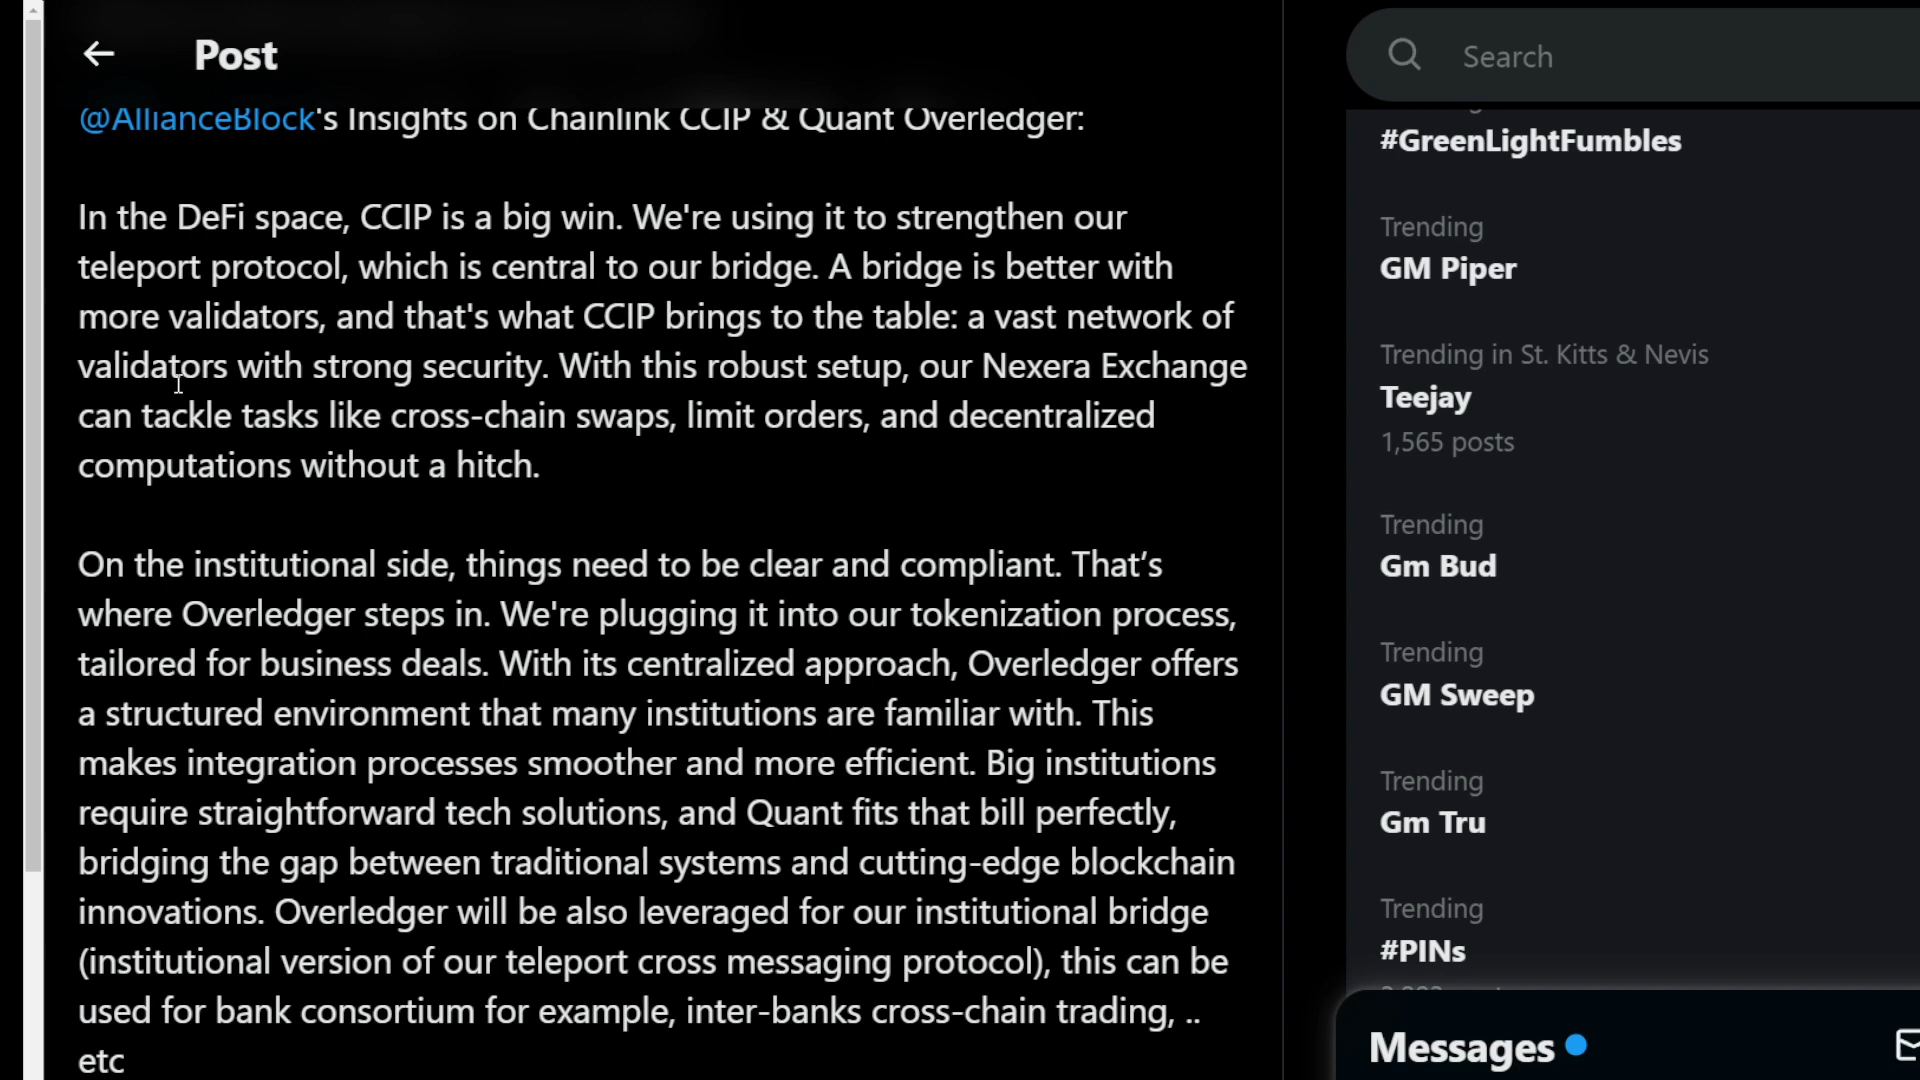 Post
@AllianceBlock's Insights on Chainlink CCIP & Quant Overledger:
In the DeFi space, CCIP is a big win. We're using it to strengthen our
teleport protocol, which is central to our bridge. A bridge is better with
more validators, and that's what CCIP brings to the table: a vast network of
validators with strong security. With this robust setup, our Nexera Exchange
can tackle tasks like cross-chain swaps, limit orders, and decentralized
computations without a hitch.
On the institutional side, things need to be clear and compliant. That’s
where Overledger steps in. We're plugging it into our tokenization process,
tailored for business deals. With its centralized approach, Overledger offers
a structured environment that many institutions are familiar with. This
makes integration processes smoother and more efficient. Big institutions
require straightforward tech solutions, and Quant fits that bill perfectly,
bridging the gap between traditional systems and cutting-edge blockchain
innovations. Overledger will be also leveraged for our institutional bridge
(institutional version of our teleport cross messaging protocol), this can be
used for bank consortium for example, inter-banks cross-chain trading, ..
etc
Search
#GreenLightFumbles
Trending
GM Piper
Trending in St. Kitts & Nevis
Teejay
1,565 posts
Trending
Gm Bud
Trending
GM Sweep
Trending
Gm Tru
Trending
#PINs
Messages